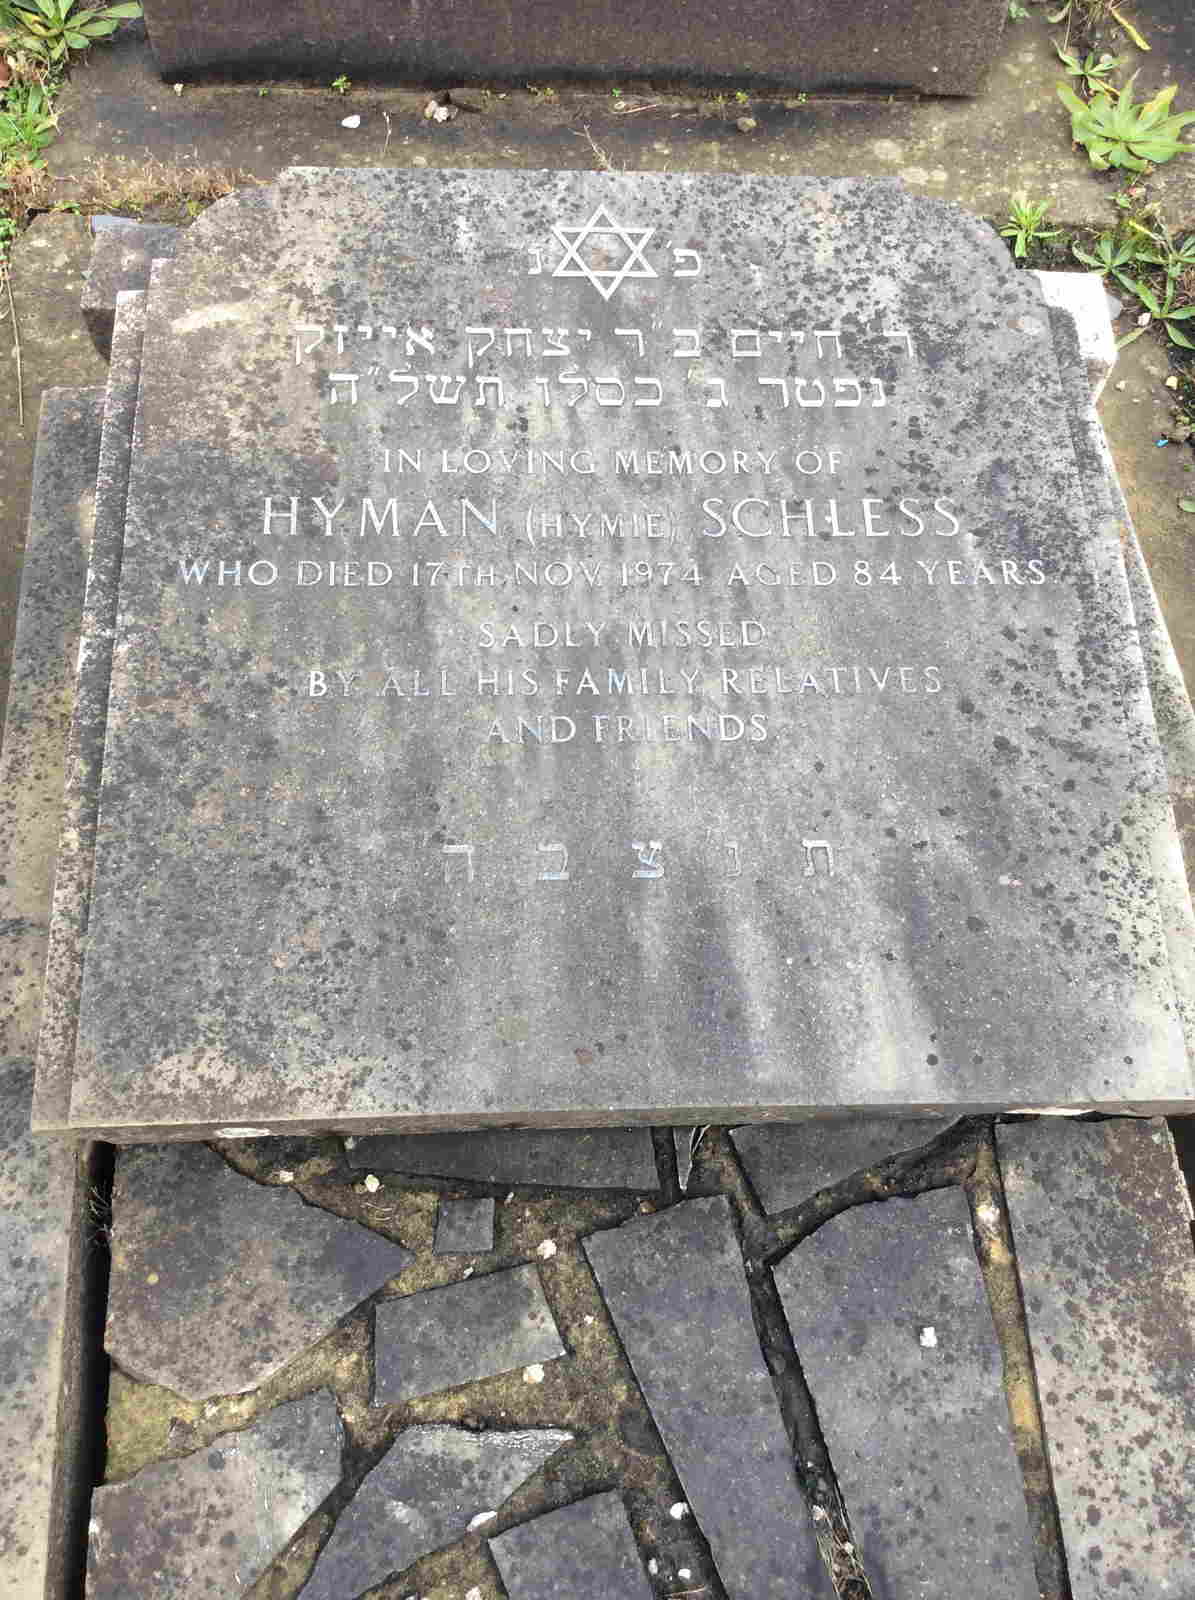 פ' נ'
ר חיים ב"ר יצחק אייזק
נפטר ג' כסלו תשל"ה
IN LOVING MEMORY OF
HYMAN (HYMIE) SCHLESS
WHO DIED 17TH NOV. 1974 AGED 84 YEARS.
SADLY MISSED
BY ALL HIS FAMILY RELATIVES
AND FRIENDS.
ת נ צ ב ה